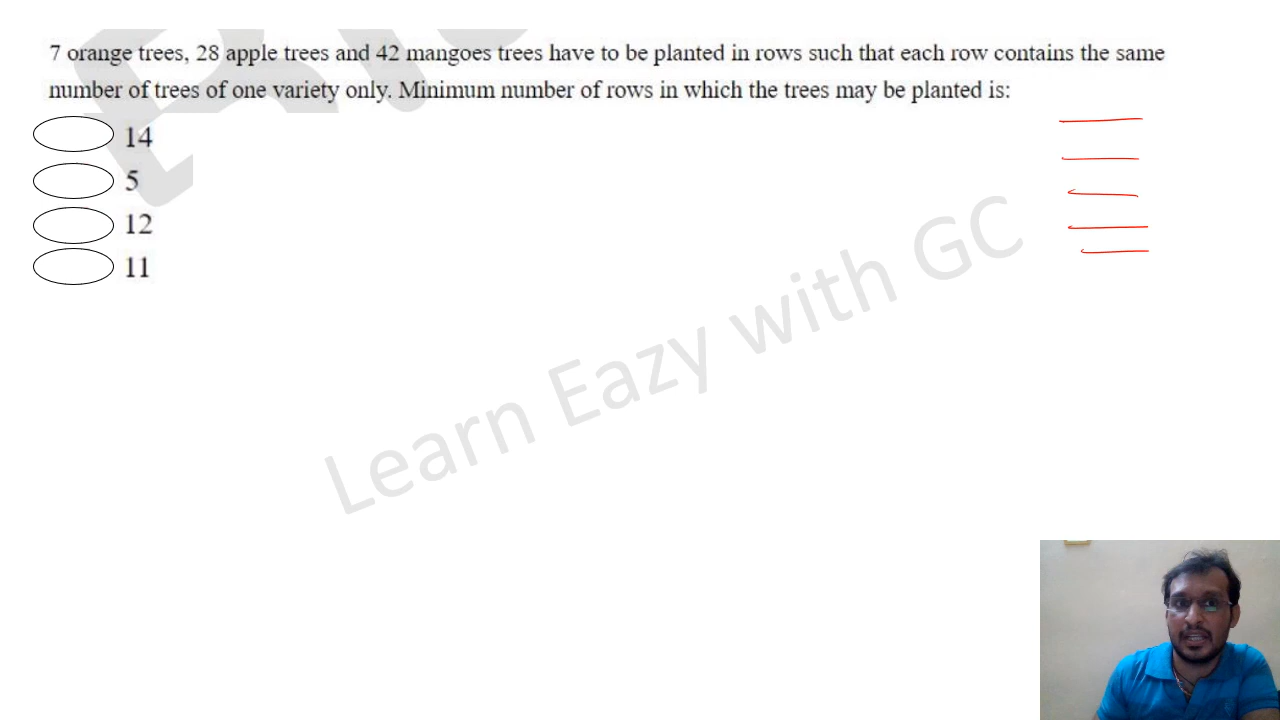 7 orange trees, 28 apple trees and 42 mangoes trees have to be planted in rows such that each row contains the same
number of trees of one variety only. Minimum number of rows in which the trees may be planted is:
14
5
12
11
Learn Eazy with GC